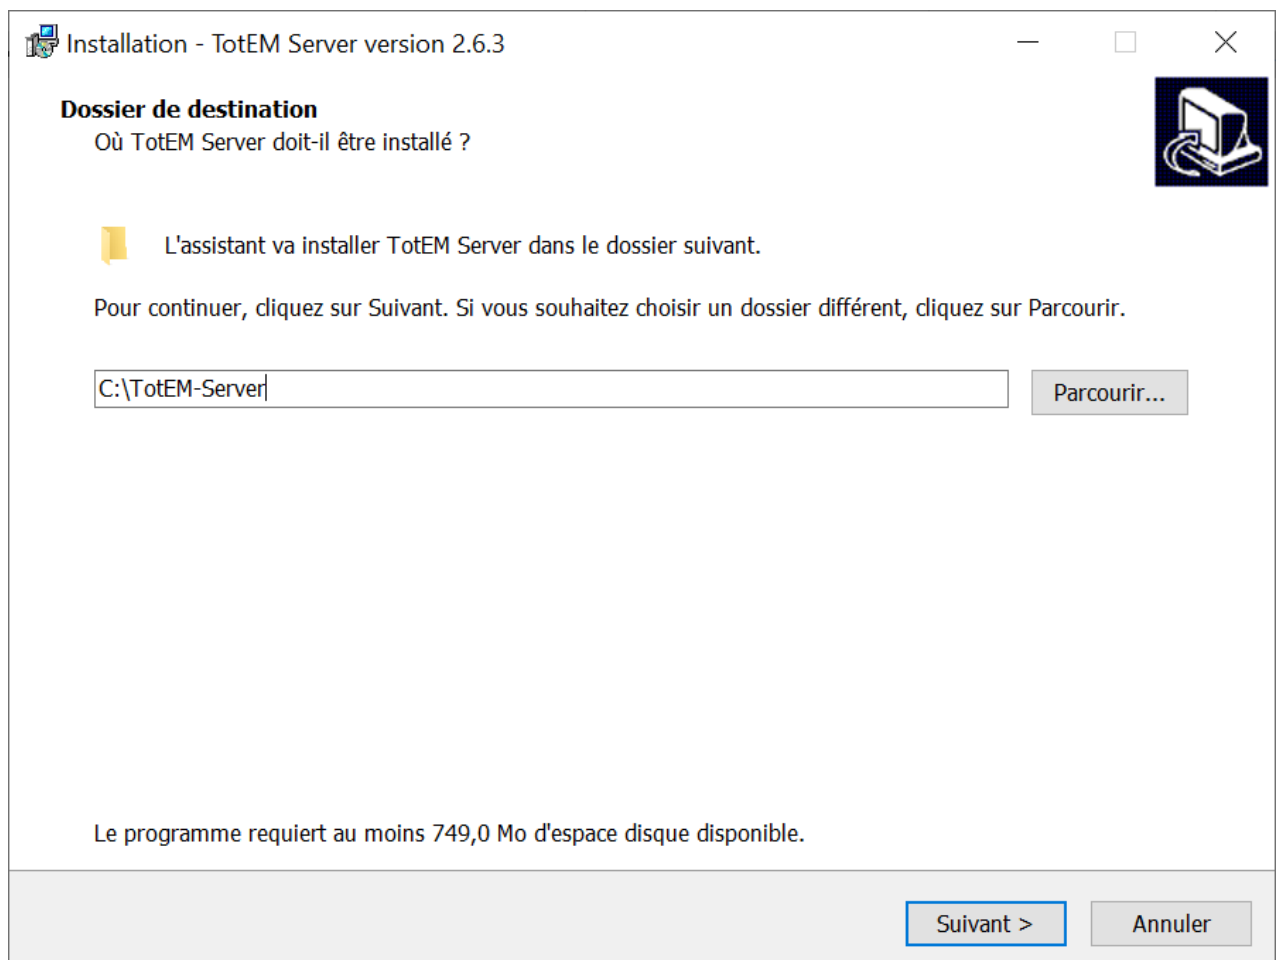 Installation - TotEM Server version 2.6.3
Dossier de destination
Où TotEM Server doit-il être installé ?
L'assistant va installer TotEM Server dans le dossier suivant.
Pour continuer, cliquez sur Suivant. Si vous souhaitez choisir un dossier différent, cliquez sur Parcourir.
C:\TotEM-Server
Parcourir...
Le programme requiert au moins 749,0 Mo d'espace disque disponible.
Suivant >
Annuler